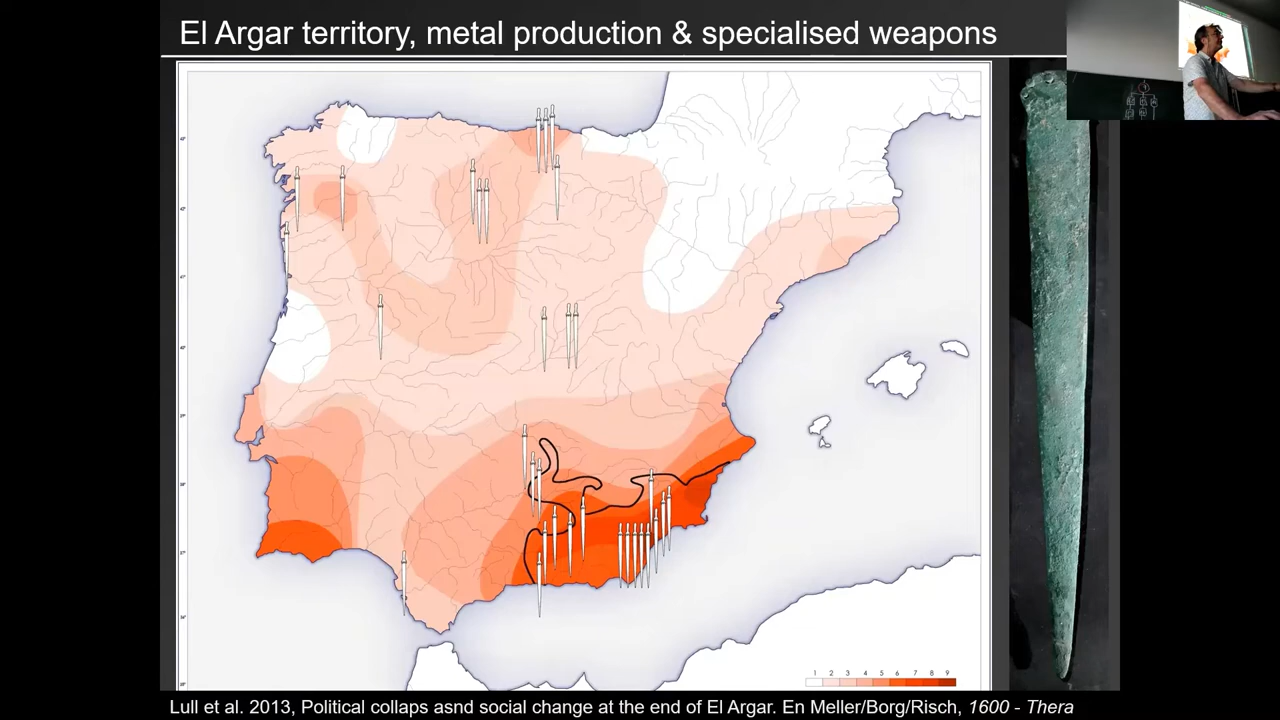 El Argar territory, metal production & specialised weapons
1 2 3 4 5 6 7 8 9
Lull et al. 2013, Political collaps asnd social change at the end of El Argar. En Meller/Borg/Risch, 1600 - Thera